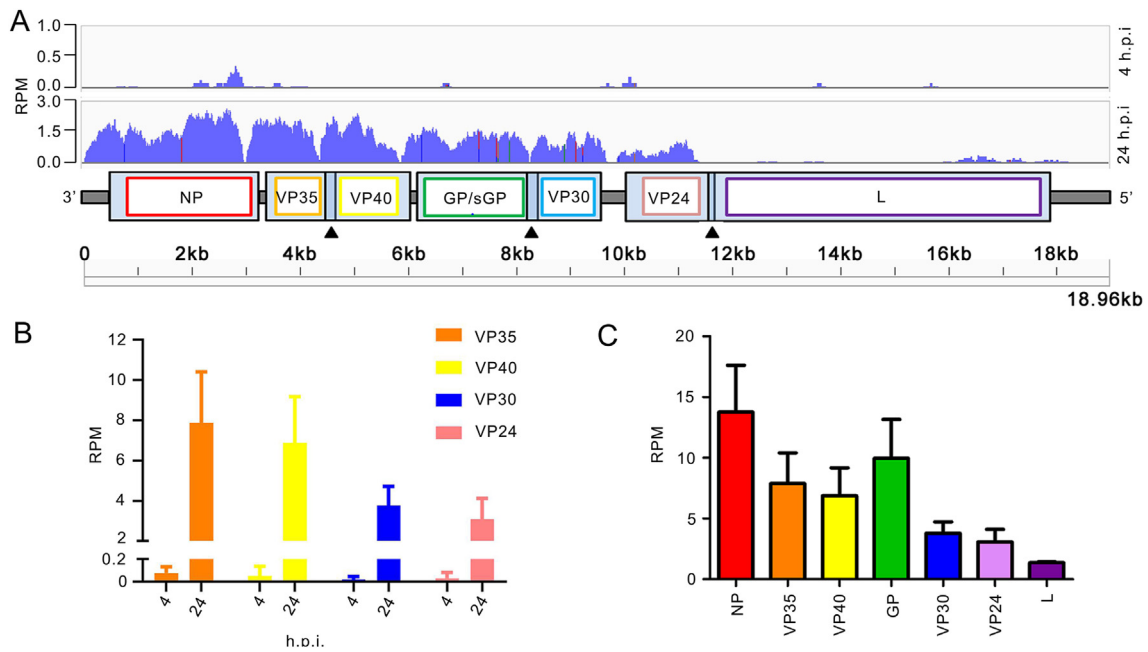 A
1.0
0.5
0.0
RPM
4 h.p.i
3.0
1.5
0.0
24 h.p.i
3' NP VP35 VP40 GP/sGP VP30 VP24 L 5'
0 2kb 4kb 6kb 8kb 10kb 12kb 14kb 16kb 18kb
18.96kb
B
12
10
8
6
4
2
0.2
0
RPM
VP35
VP40
VP30
VP24
4 24 4 24 4 24 4 24
h.p.i.
C
20
15
10
5
0
RPM
NP VP35 VP40 GP VP30 VP24 L